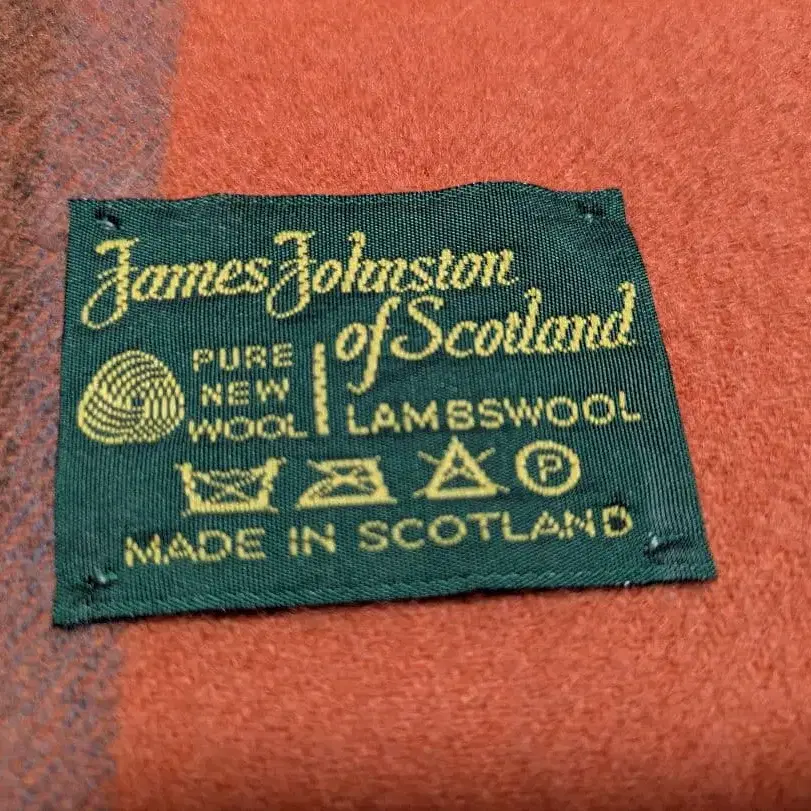 James Johnston
of Scotland
PURE
NEW
WOOL
LAMBSWOOL
P
MADE IN SCOTLAND